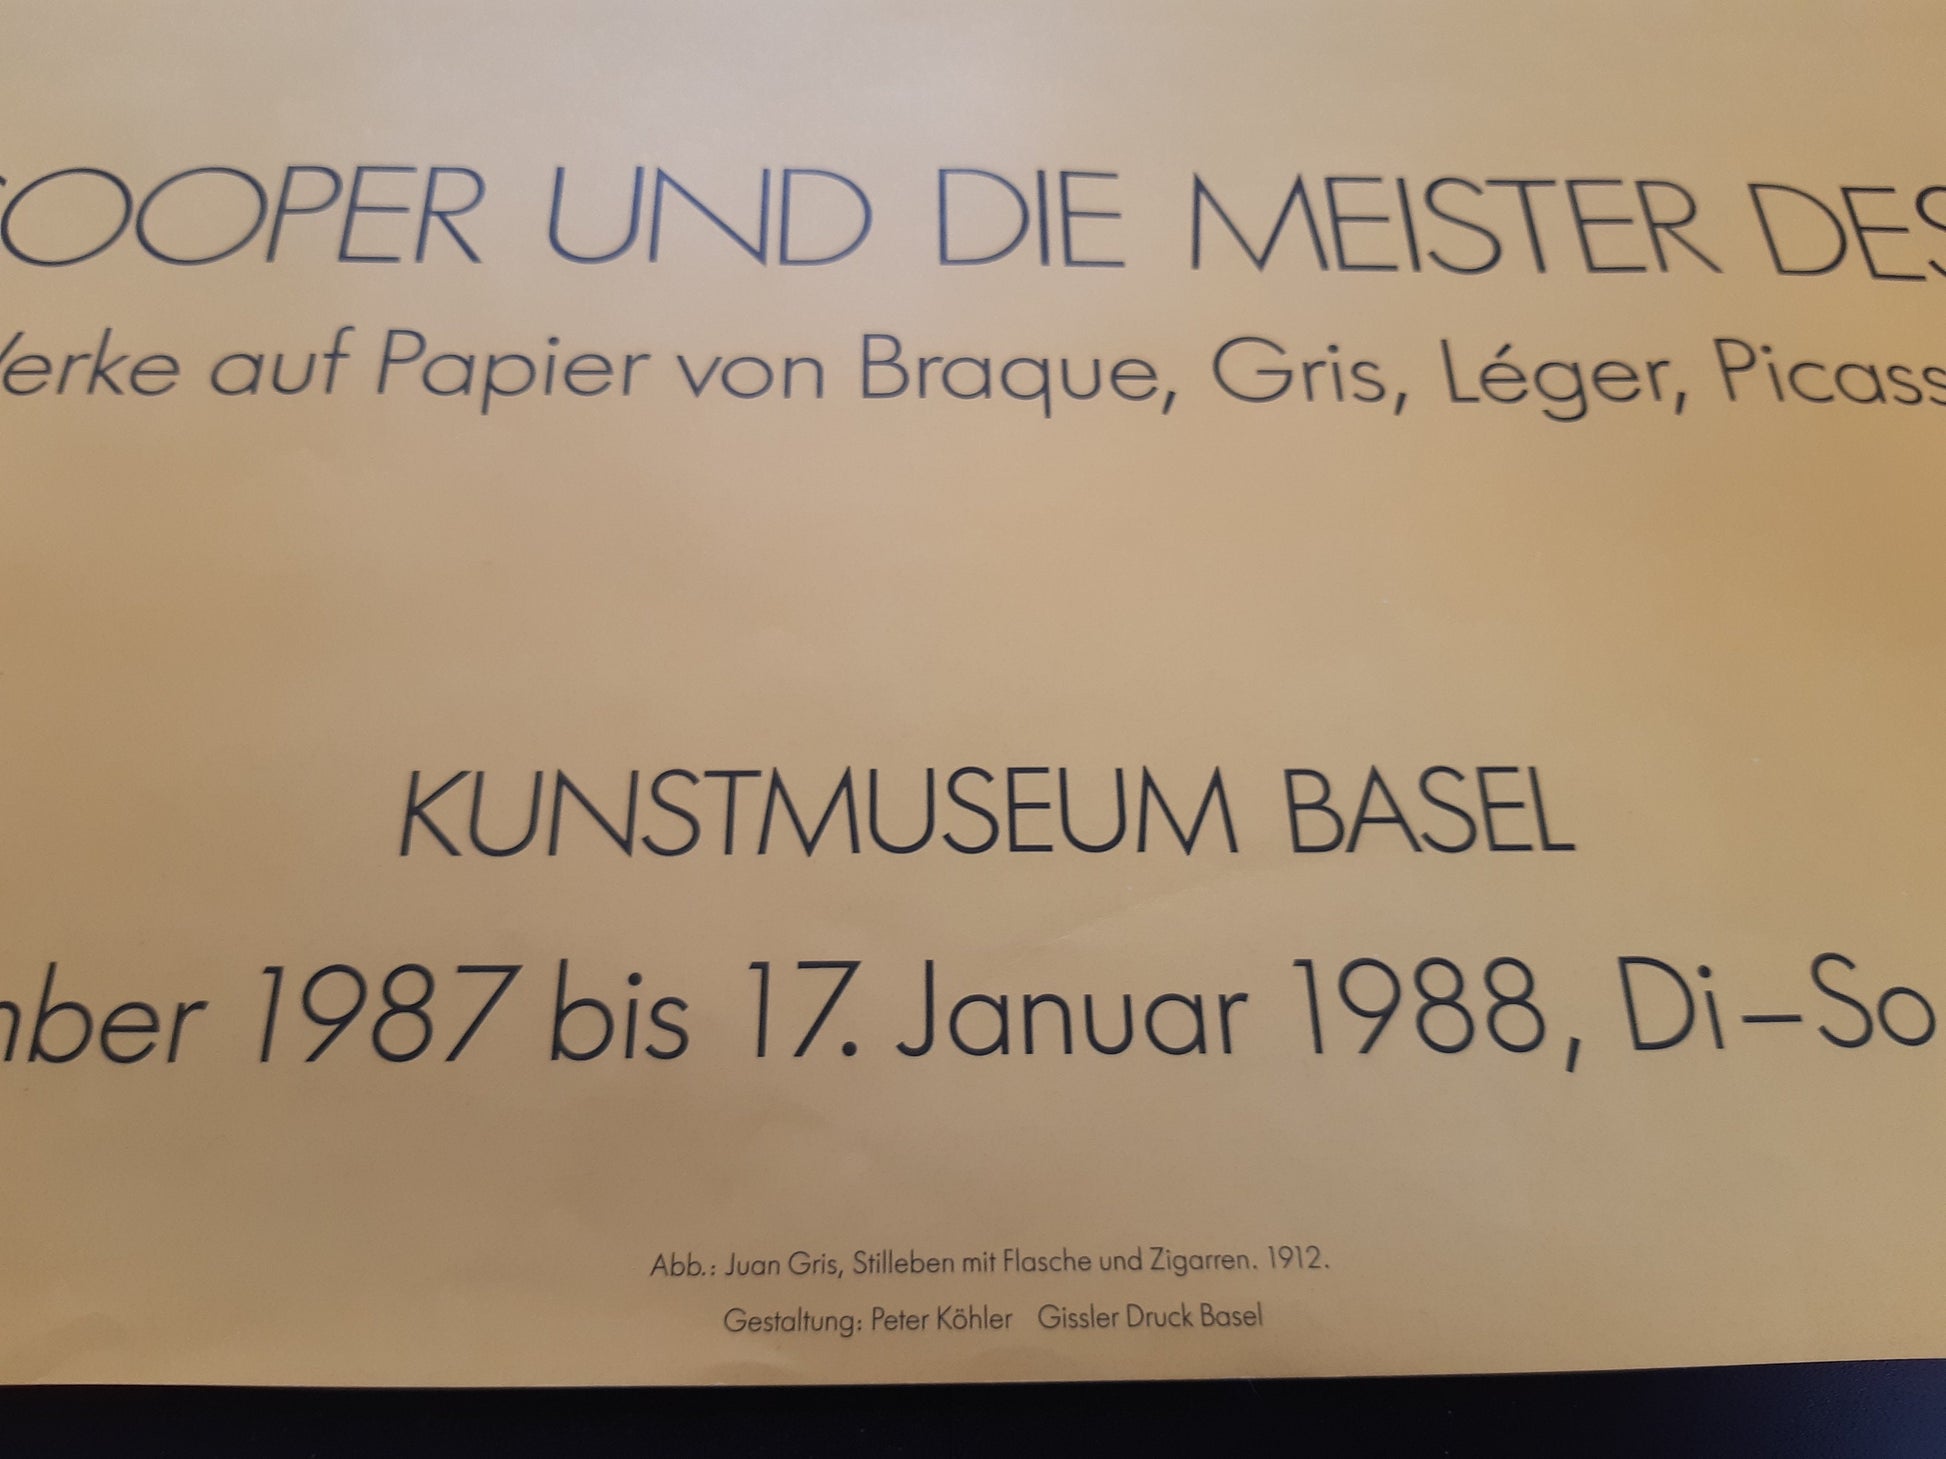 COOPER UND DIE MEISTER DES
Werke auf Papier von Braque, Gris, Léger, Picass
KUNSTMUSEUM BASEL
mber 1987 bis 17. Januar 1988, Di–So
Abb.: Juan Gris, Stilleben mit Flasche und Zigarren. 1912.
Gestaltung: Peter Köhler Gissler Druck Basel